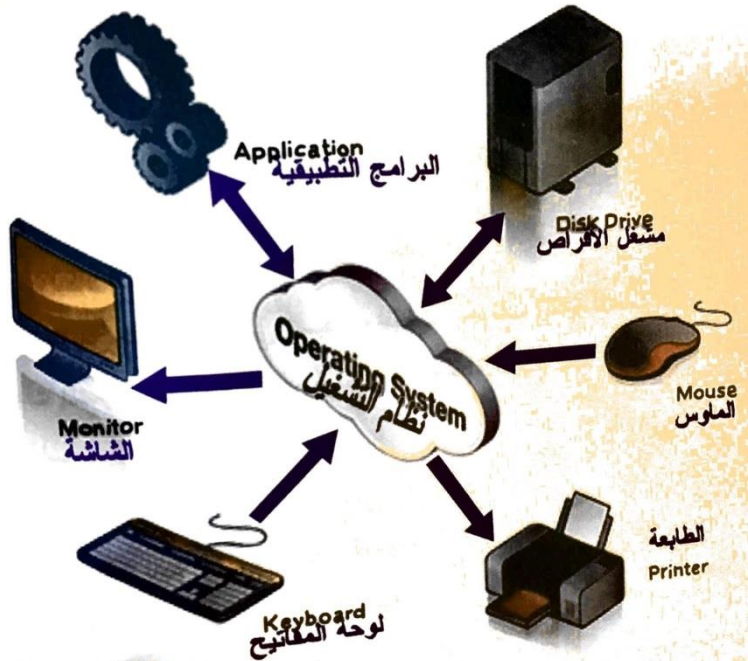 Application
البرامج التطبيقية
Disk Drive
مشغل الاقراص
Operating System
نظام التشغيل
Mouse
الماوس
Monitor
الشاشة
الطابعة
Printer
Keyboard
لوحة المفاتيح